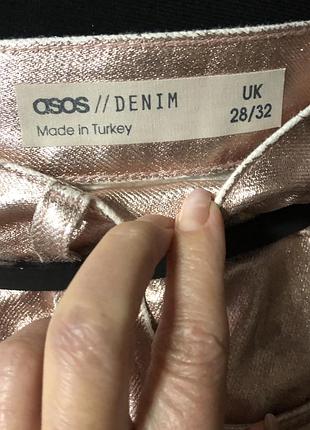 asos // DENIM
Made in Turkey
UK
28/32